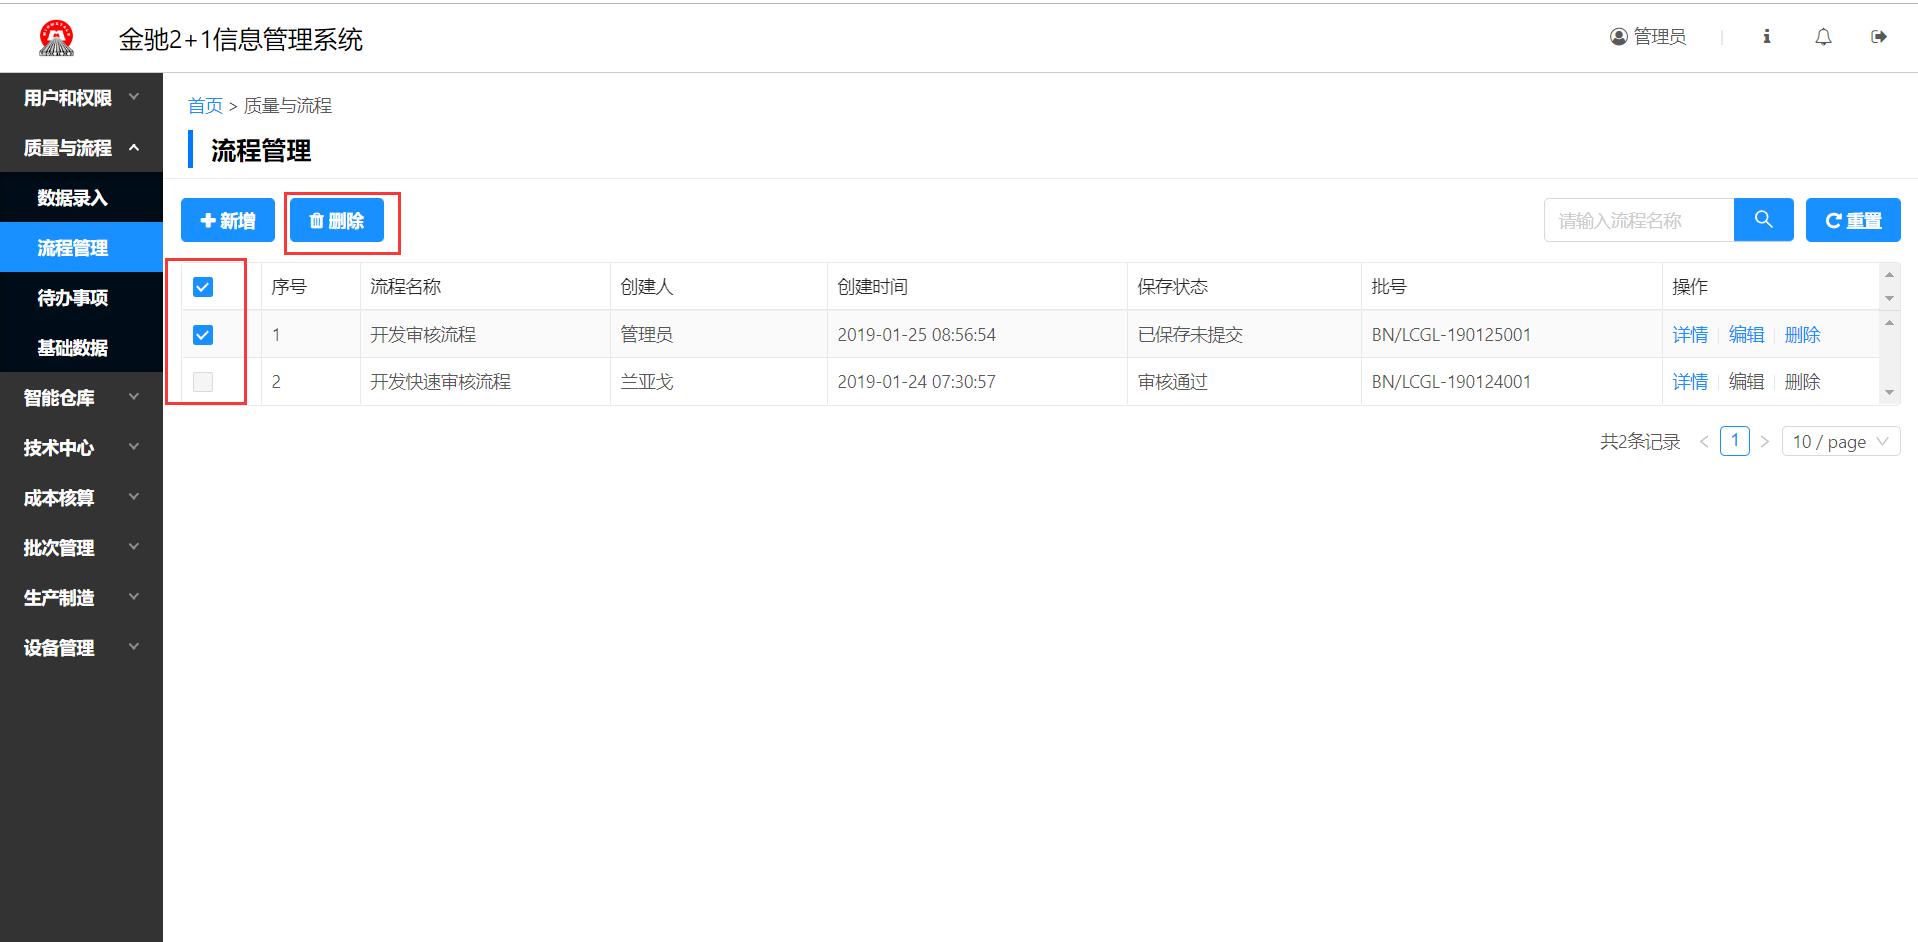 金驰2+1信息管理系统
管理员
用户和权限
质量与流程
数据录入
流程管理
待办事项
基础数据
智能仓库
技术中心
成本核算
批次管理
生产制造
设备管理
首页 > 质量与流程
流程管理
新增 删除 请输入流程名称 重置
序号 流程名称 创建人 创建时间 保存状态 批号 操作
1 开发审核流程 管理员 2019-01-25 08:56:54 已保存未提交 BN/LCGL-190125001 详情 编辑 删除
2 开发快速审核流程 兰亚戈 2019-01-24 07:30:57 审核通过 BN/LCGL-190124001 详情 编辑 删除
共2条记录 < 1 > 10 / page